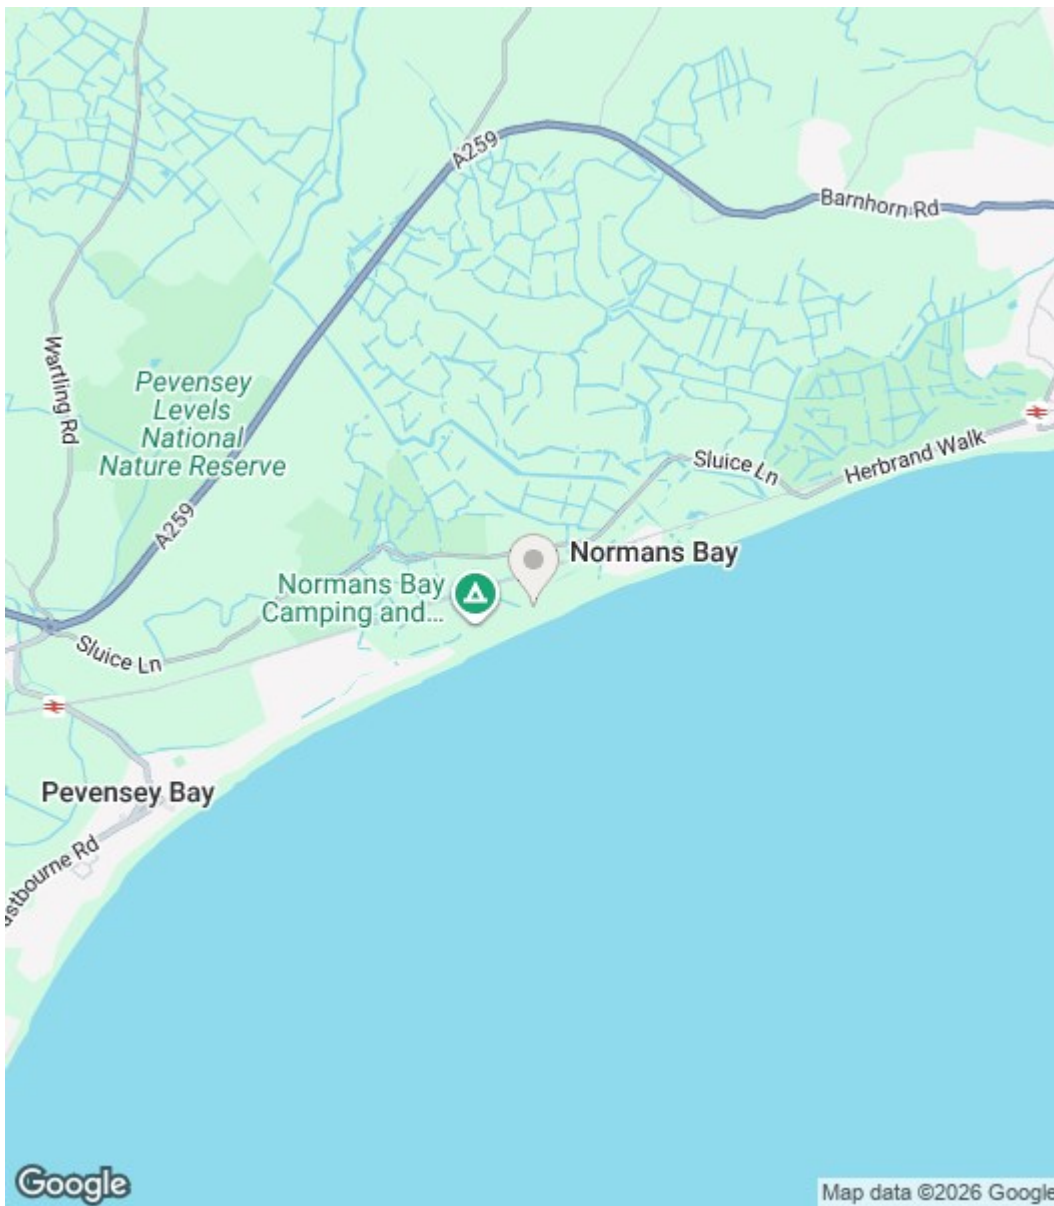 A259
Barnhorn Rd
Wartling Rd
Pevensey
Levels
National
Nature Reserve
Sluice Ln
Herbrand Walk
A259
Normans Bay
Normans Bay
Camping and...
Sluice Ln
Pevensey Bay
astbourne Rd
Google
Map data ©2026 Google